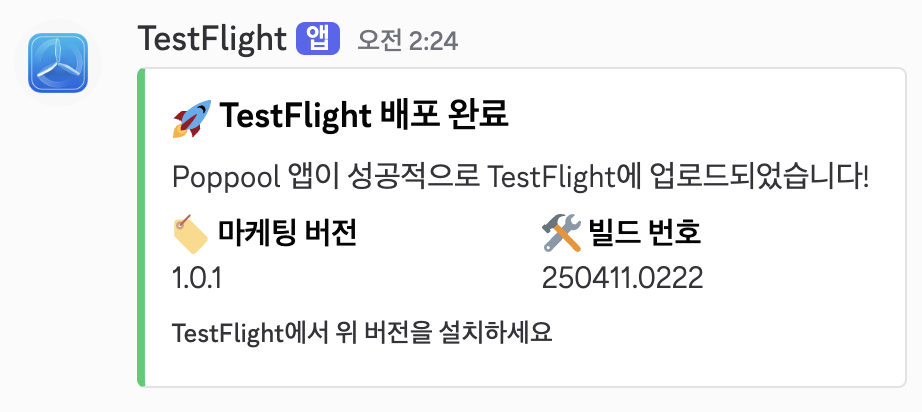 TestFlight 앱 오전 2:24
🚀 TestFlight 배포 완료
Poppool 앱이 성공적으로 TestFlight에 업로드되었습니다!
🏷️ 마케팅 버전 🛠️ 빌드 번호
1.0.1 250411.0222
TestFlight에서 위 버전을 설치하세요